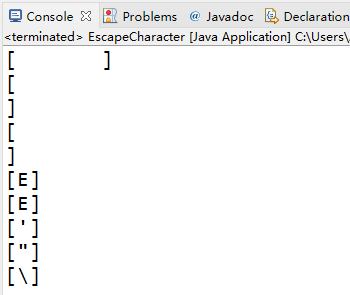 Console Problems @ Javadoc Declaration
<terminated> EscapeCharacter [Java Application] C:\Users\
[        ]
[
]
[
]
[E]
[E]
[']
["]
[\]